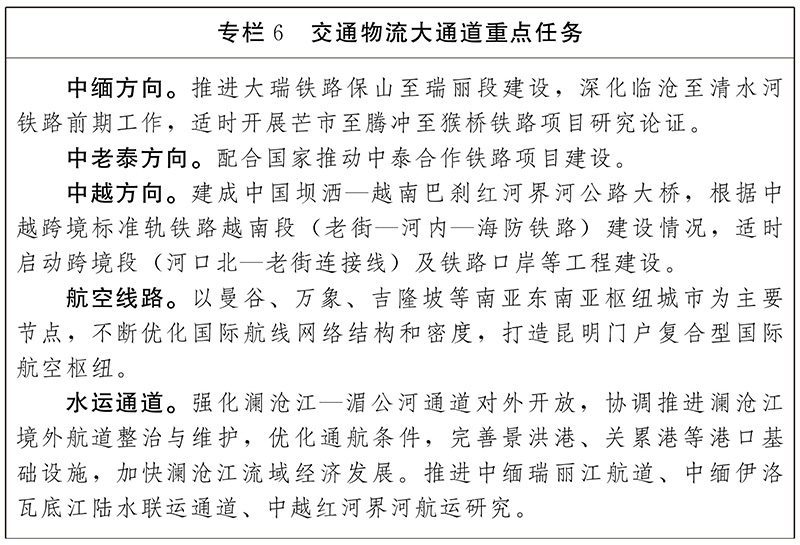 专栏 6 交通物流大通道重点任务
中缅方向。推进大瑞铁路保山至瑞丽段建设，深化临沧至清水河
铁路前期工作，适时开展芒市至腾冲至猴桥铁路项目研究论证。
中老泰方向。配合国家推动中泰合作铁路项目建设。
中越方向。建成中国坝洒—越南巴刹红河界河公路大桥，根据中
越跨境标准轨铁路越南段（老街—河内—海防铁路）建设情况，适时
启动跨境段（河口北—老街连接线）及铁路口岸等工程建设。
航空线路。以曼谷、万象、吉隆坡等南亚东南亚枢纽城市为主要
节点，不断优化国际航线网络结构和密度，打造昆明门户复合型国际
航空枢纽。
水运通道。强化澜沧江—湄公河通道对外开放，协调推进澜沧江
境外航道整治与维护，优化通航条件，完善景洪港、关累港等港口基
础设施，加快澜沧江流域经济发展。推进中缅瑞丽江航道、中缅伊洛
瓦底江陆水联运通道、中越红河界河航运研究。